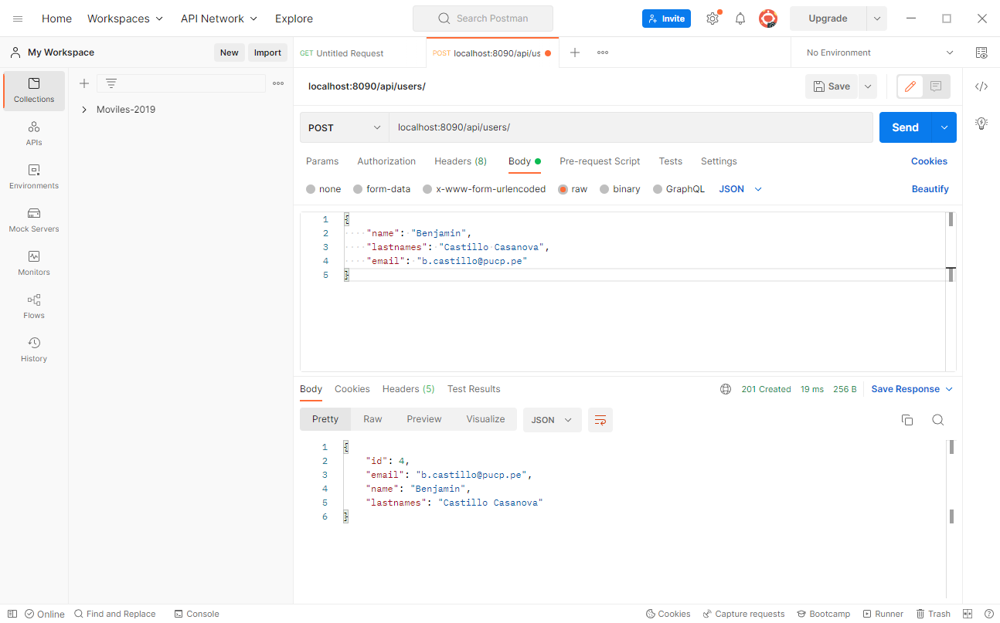 Home Workspaces API Network Explore Search Postman Invite Upgrade
My Workspace New Import GET Untitled Request POST localhost:8090/api/us No Environment
Collections
APIs
Environments
Mock Servers
Monitors
Flows
History
Moviles-2019
localhost:8090/api/users/ Save
POST localhost:8090/api/users/ Send
Params Authorization Headers (8) Body Pre-request Script Tests Settings Cookies
none form-data x-www-form-urlencoded raw binary GraphQL JSON Beautify
1 {
2 "name": "Benjamin",
3 "lastnames": "Castillo Casanova",
4 "email": "b.castillo@pucp.pe"
5 }
Body Cookies Headers (5) Test Results 201 Created 19 ms 256 B Save Response
Pretty Raw Preview Visualize JSON
1 {
2 "id": 4,
3 "email": "b.castillo@pucp.pe",
4 "name": "Benjamin",
5 "lastnames": "Castillo Casanova"
6 }
Online Find and Replace Console Cookies Capture requests Bootcamp Runner Trash